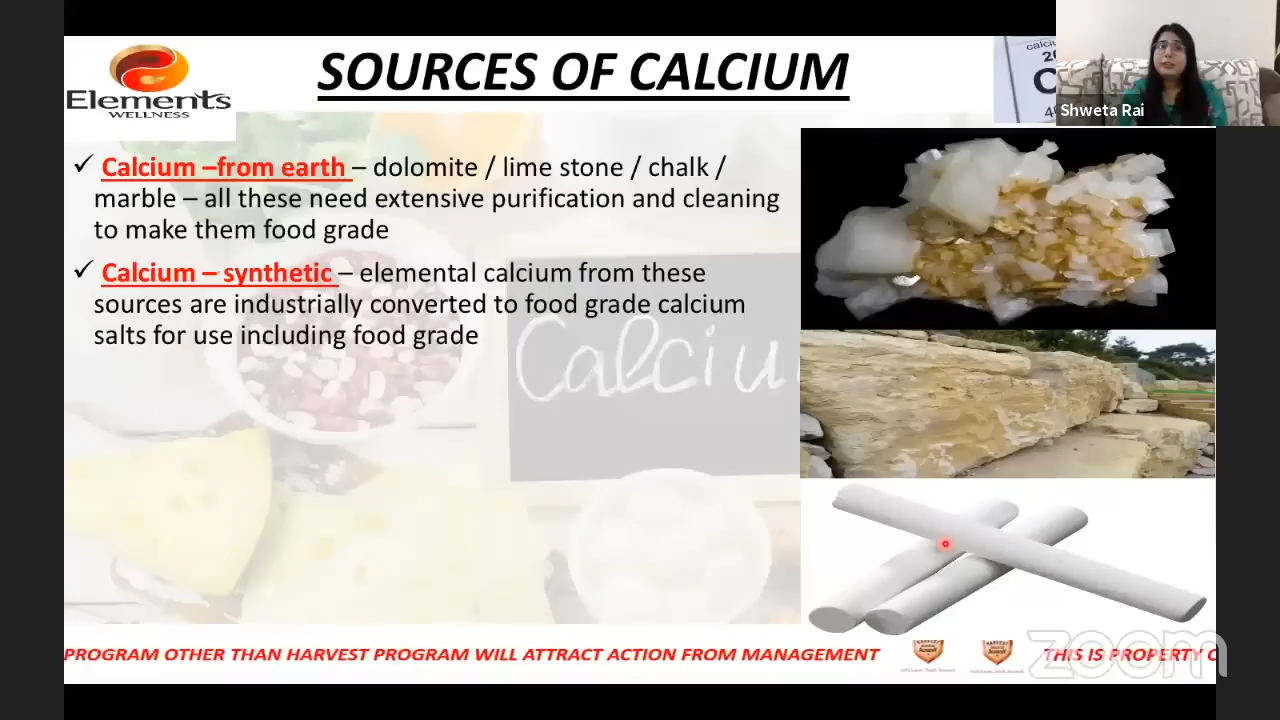 SOURCES OF CALCIUM
Elements
WELLNESS
calciu
20
C
40
Shweta Rai
✓ Calcium –from earth – dolomite / lime stone / chalk /
marble – all these need extensive purification and cleaning
to make them food grade
✓ Calcium – synthetic – elemental calcium from these
sources are industrially converted to food grade calcium
salts for use including food grade
Calciu
PROGRAM OTHER THAN HARVEST PROGRAM WILL ATTRACT ACTION FROM MANAGEMENT
THIS IS PROPERTY O
zoom